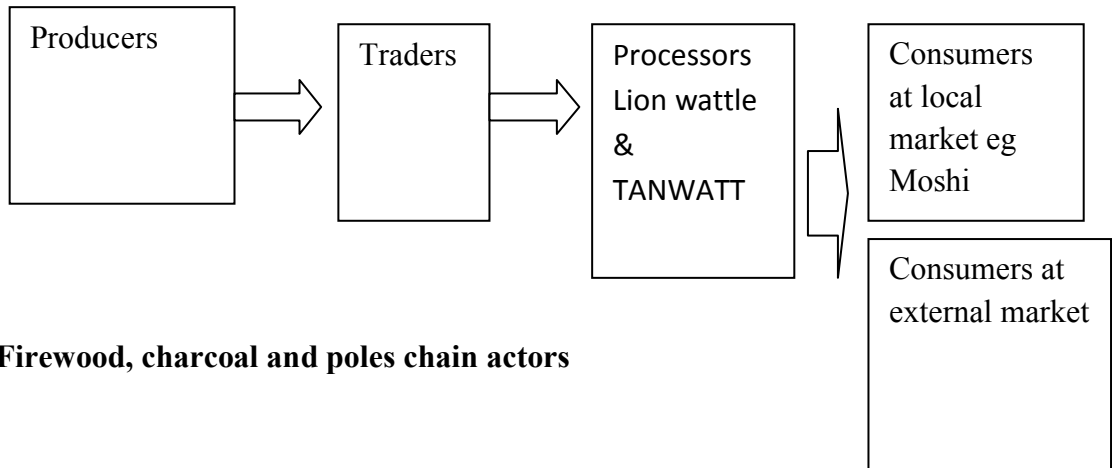 Producers
Traders
Processors
Lion wattle
&
TANWATT
Consumers
at local
market eg
Moshi
Consumers at
external market
Firewood, charcoal and poles chain actors